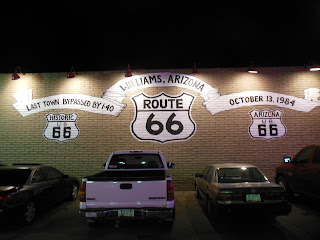 WILLIAMS, ARIZONA
LAST TOWN BYPASSED BY I-40
OCTOBER 13, 1984
HISTORIC
US
66
ROUTE
66
ARIZONA
US
66